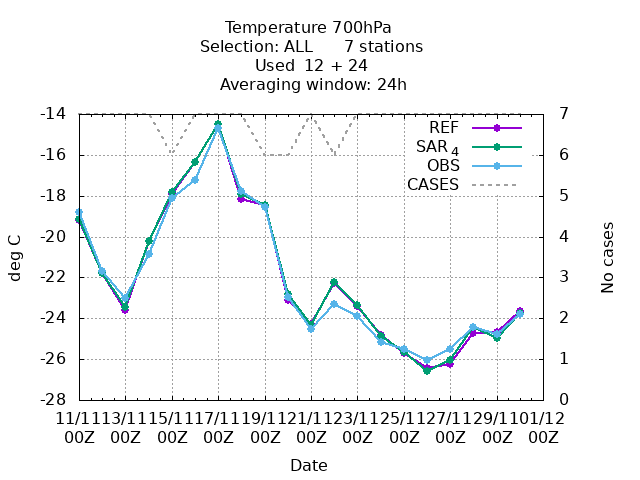 Temperature 700hPa
Selection: ALL 7 stations
Used 12 + 24
Averaging window: 24h
-14 7
-16 6
-18 5
-20 4
-22 3
-24 2
-26 1
-28 0
REF
SAR 4
OBS
CASES
deg C
No cases
11/11 13/11 15/11 17/11 19/11 21/11 23/11 25/11 27/11 29/11 01/12
00Z 00Z 00Z 00Z 00Z 00Z 00Z 00Z 00Z 00Z 00Z
Date